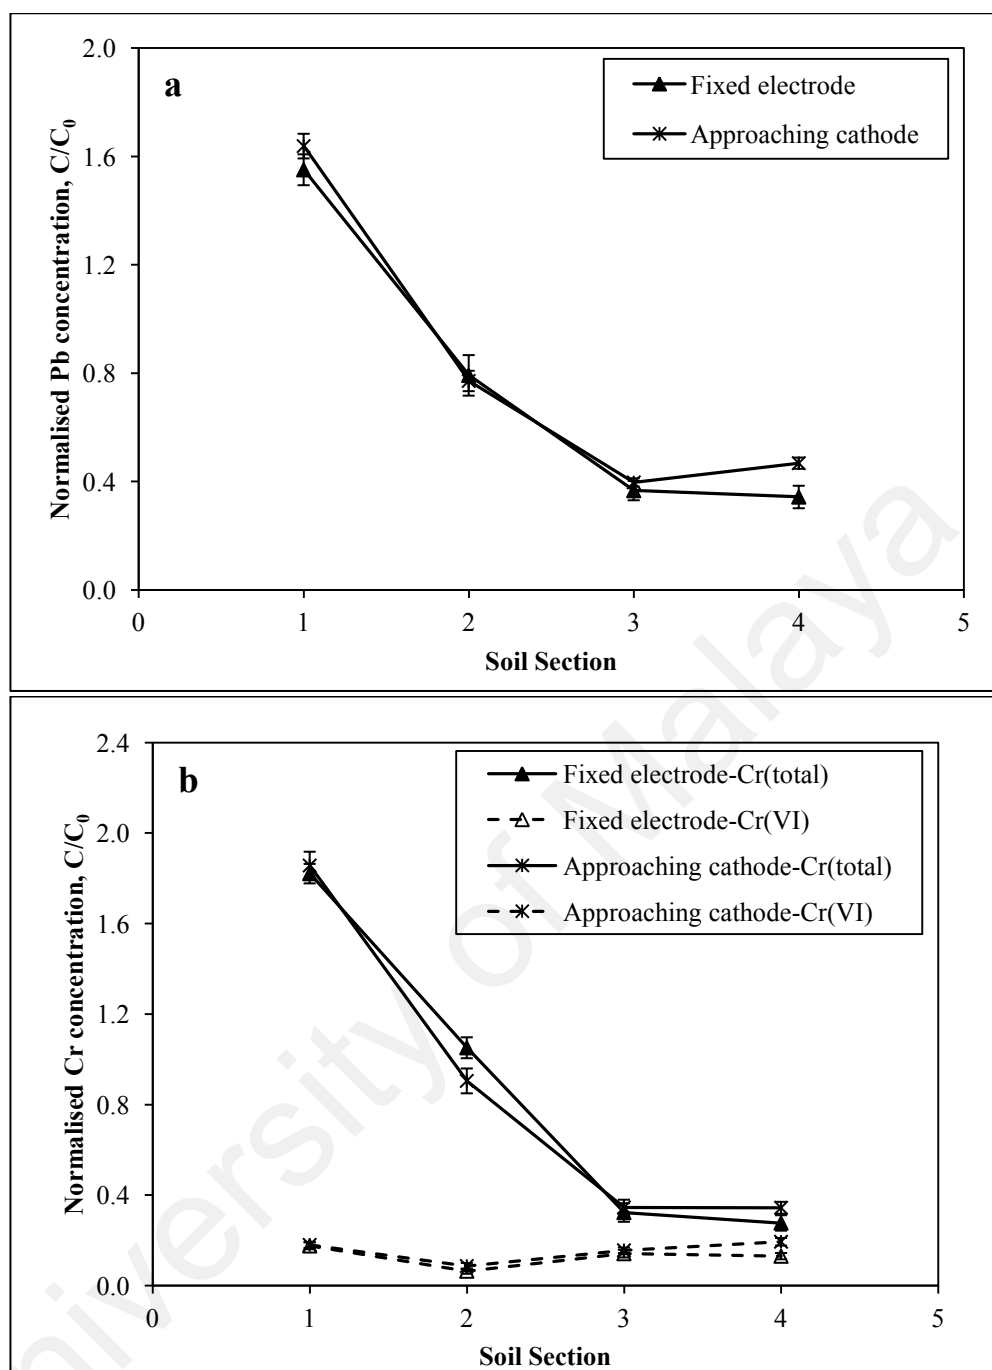 a
Fixed electrode
Approaching cathode
Normalised Pb concentration, C/C₀
2.0
1.6
1.2
0.8
0.4
0.0
0 1 2 3 4 5
Soil Section
b
Fixed electrode-Cr(total)
Fixed electrode-Cr(VI)
Approaching cathode-Cr(total)
Approaching cathode-Cr(VI)
Normalised Cr concentration, C/C₀
2.4
2.0
1.6
1.2
0.8
0.4
0.0
0 1 2 3 4 5
Soil Section
niversity of Malaya